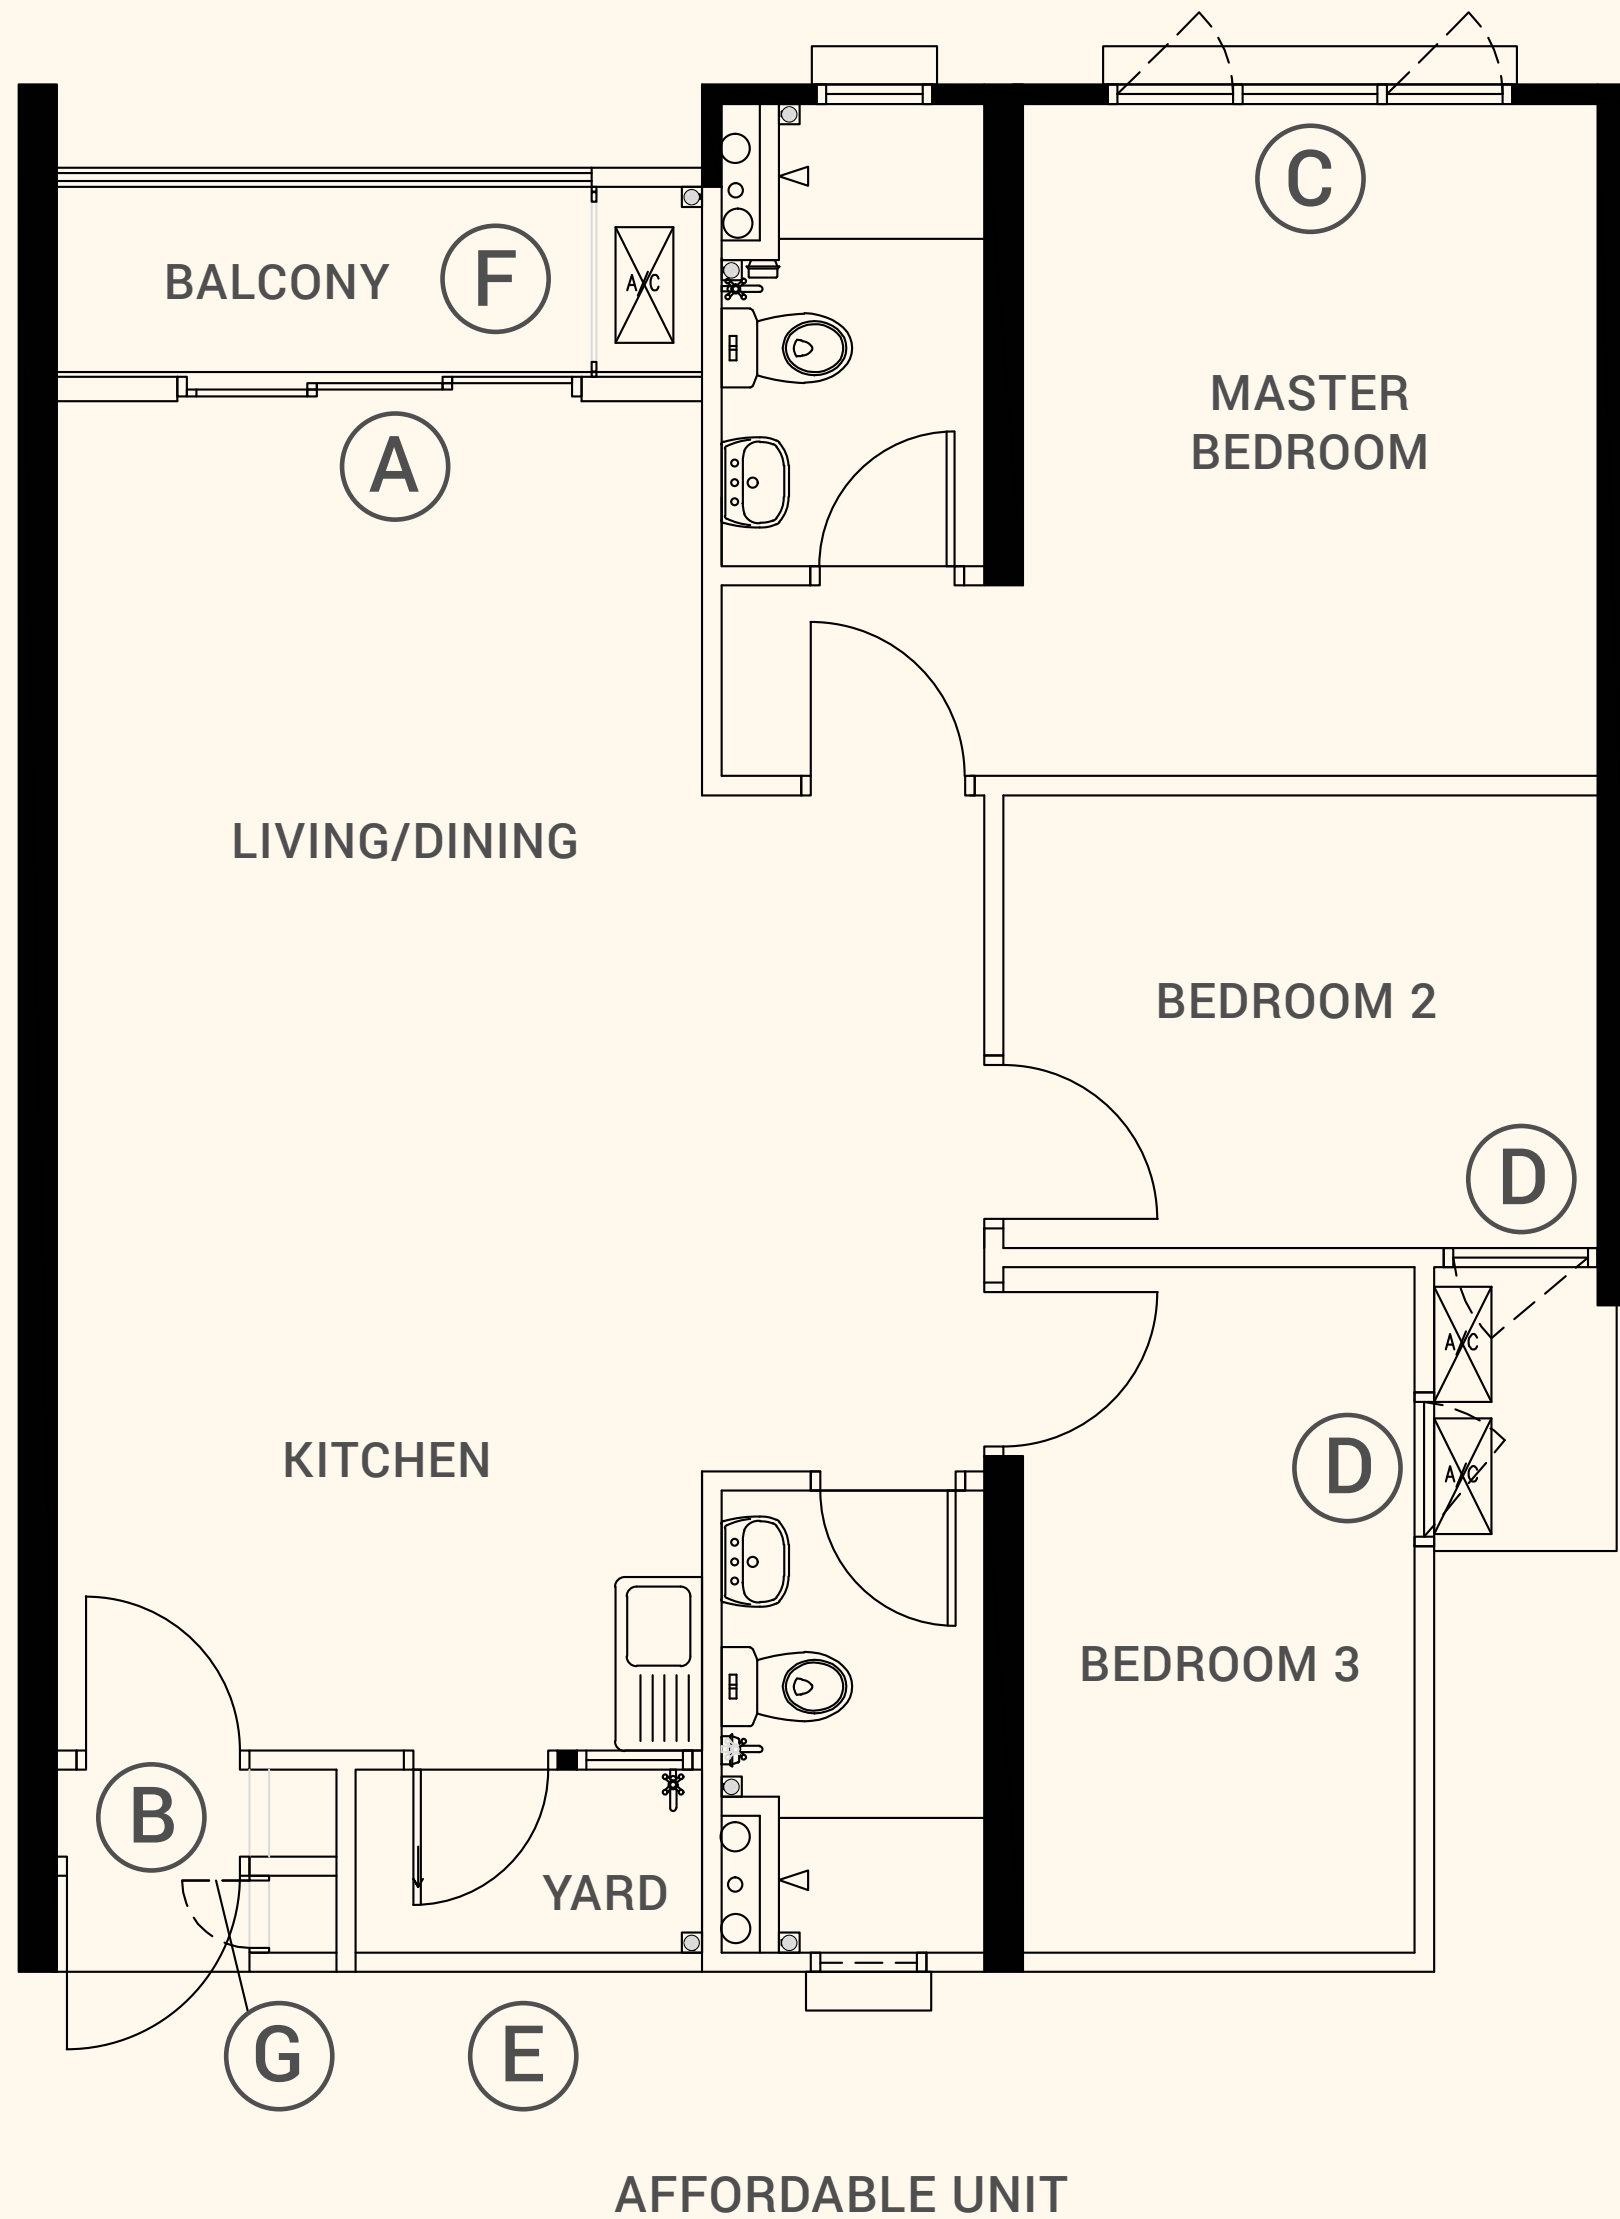 C
BALCONY
F
A/C
MASTER
BEDROOM
A
LIVING/DINING
BEDROOM 2
D
A/C
KITCHEN
D
A/C
BEDROOM 3
B
YARD
G
E
AFFORDABLE UNIT